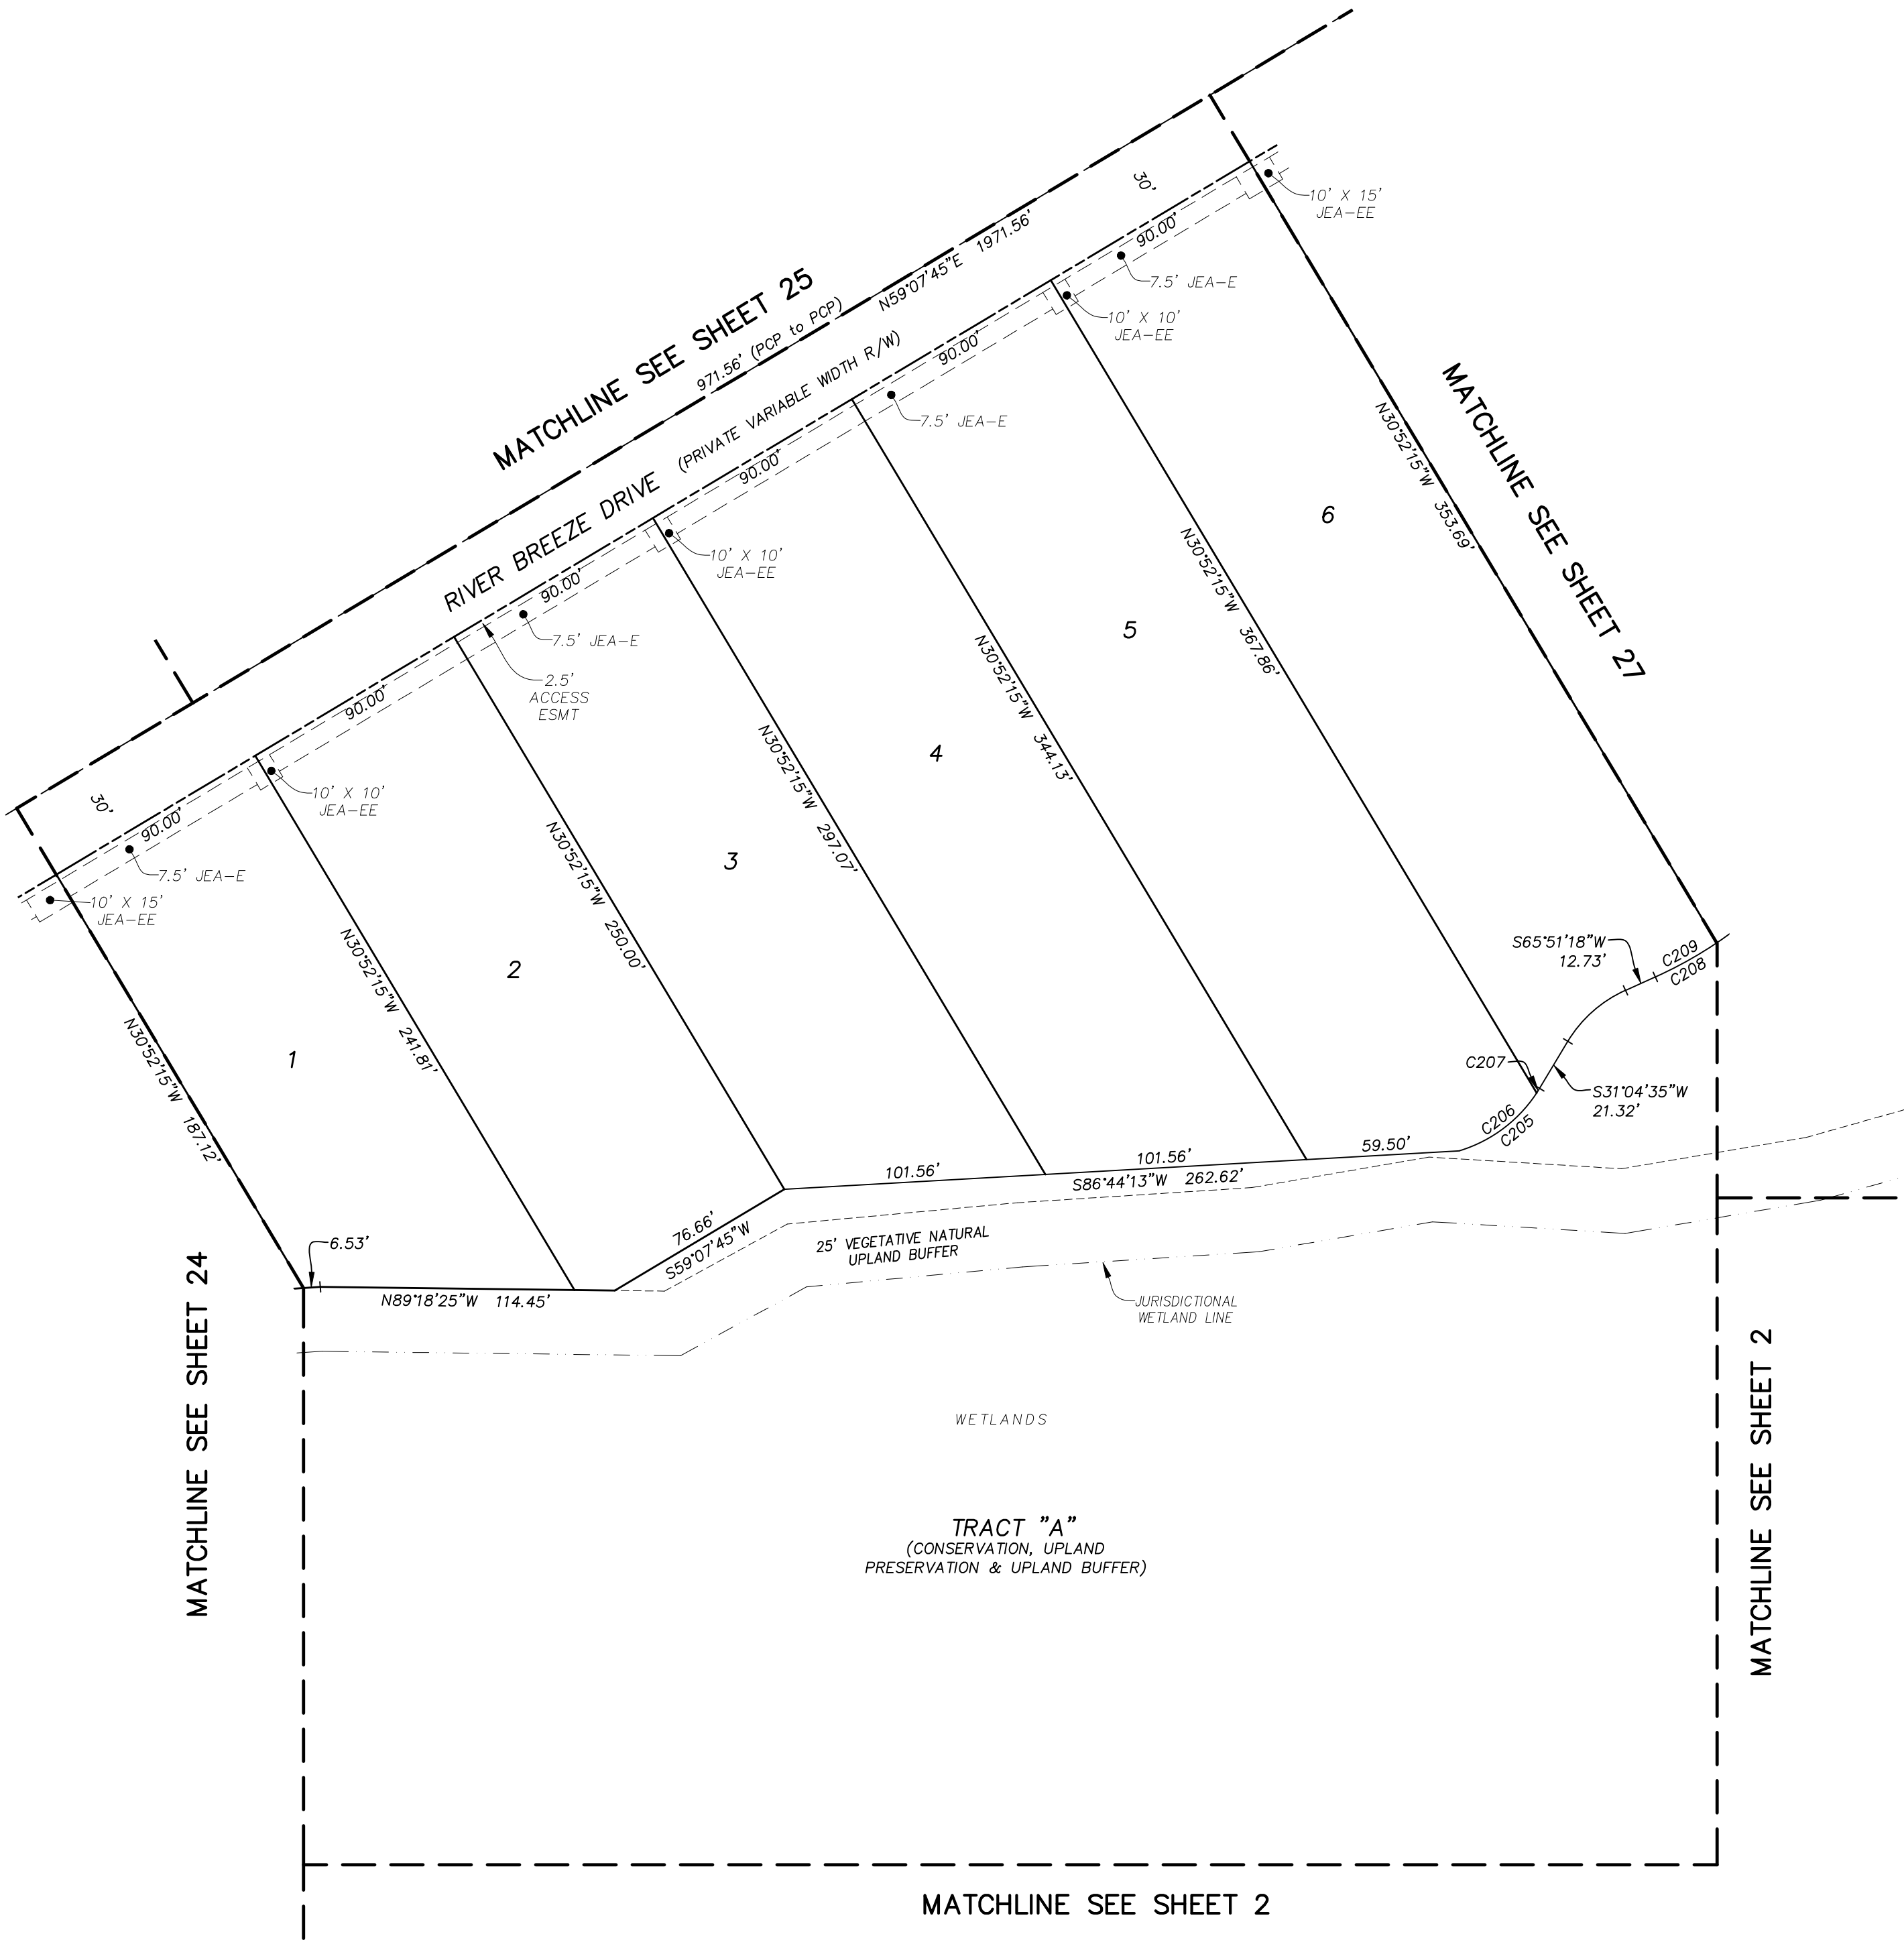 MATCHLINE SEE SHEET 25
971.56' (PCP to PCP)
N59°07'45"E 1971.56'
30'
RIVER BREEZE DRIVE (PRIVATE VARIABLE WIDTH R/W)
10' X 15'
JEA-EE
90.00'
7.5' JEA-E
10' X 10'
JEA-EE
90.00'
7.5' JEA-E
90.00'
10' X 10'
JEA-EE
90.00'
7.5' JEA-E
2.5'
ACCESS
ESMT
90.00'
10' X 10'
JEA-EE
30'
90.00'
7.5' JEA-E
10' X 15'
JEA-EE
MATCHLINE SEE SHEET 27
N30°52'15"W 353.69'
6
N30°52'15"W 367.86'
5
N30°52'15"W 344.13'
4
N30°52'15"W 297.07'
3
N30°52'15"W 250.00'
2
N30°52'15"W 241.81'
1
N30°52'15"W 187.12'
S65°51'18"W
12.73'
C209
C208
C207
S31°04'35"W
21.32'
C206
C205
59.50'
101.56'
101.56'
S86°44'13"W 262.62'
76.66'
S59°07'45"W
6.53'
N89°18'25"W 114.45'
25' VEGETATIVE NATURAL
UPLAND BUFFER
JURISDICTIONAL
WETLAND LINE
MATCHLINE SEE SHEET 24
WETLANDS
TRACT "A"
(CONSERVATION, UPLAND
PRESERVATION & UPLAND BUFFER)
MATCHLINE SEE SHEET 2
MATCHLINE SEE SHEET 2